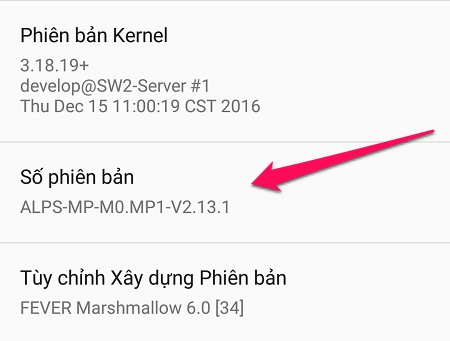 Phiên bản Kernel
3.18.19+
develop@SW2-Server #1
Thu Dec 15 11:00:19 CST 2016
Số phiên bản
ALPS-MP-M0.MP1-V2.13.1
Tùy chỉnh Xây dựng Phiên bản
FEVER Marshmallow 6.0 [34]